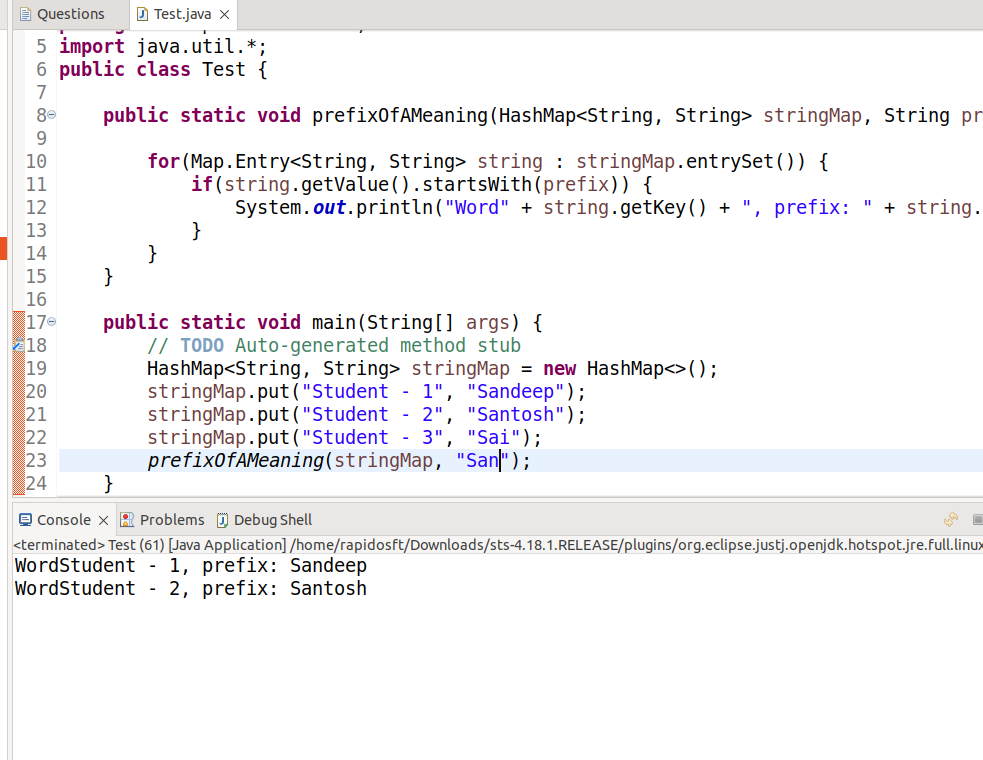 Questions Test.java
5 import java.util.*;
6 public class Test {
7
8 public static void prefixOfAMeaning(HashMap<String, String> stringMap, String pr
9
10 for(Map.Entry<String, String> string : stringMap.entrySet()) {
11 if(string.getValue().startsWith(prefix)) {
12 System.out.println("Word" + string.getKey() + ", prefix: " + string.
13 }
14 }
15 }
16
17 public static void main(String[] args) {
18 // TODO Auto-generated method stub
19 HashMap<String, String> stringMap = new HashMap<>();
20 stringMap.put("Student - 1", "Sandeep");
21 stringMap.put("Student - 2", "Santosh");
22 stringMap.put("Student - 3", "Sai");
23 prefixOfAMeaning(stringMap, "San");
24 }
Console Problems Debug Shell
<terminated> Test (61) [Java Application] /home/rapidosft/Downloads/sts-4.18.1.RELEASE/plugins/org.eclipse.justj.openjdk.hotspot.jre.full.linux
WordStudent - 1, prefix: Sandeep
WordStudent - 2, prefix: Santosh